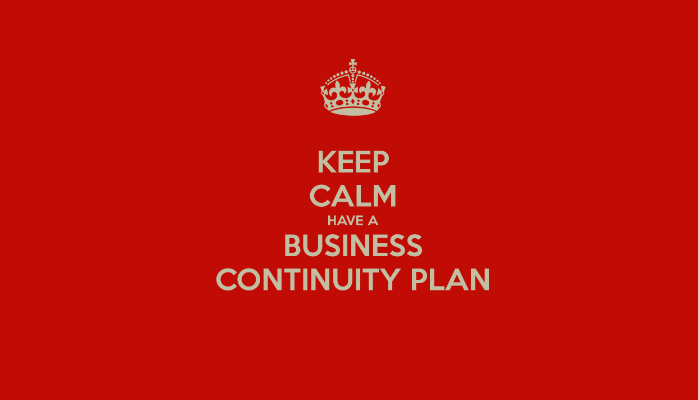 KEEP
CALM
HAVE A
BUSINESS
CONTINUITY PLAN